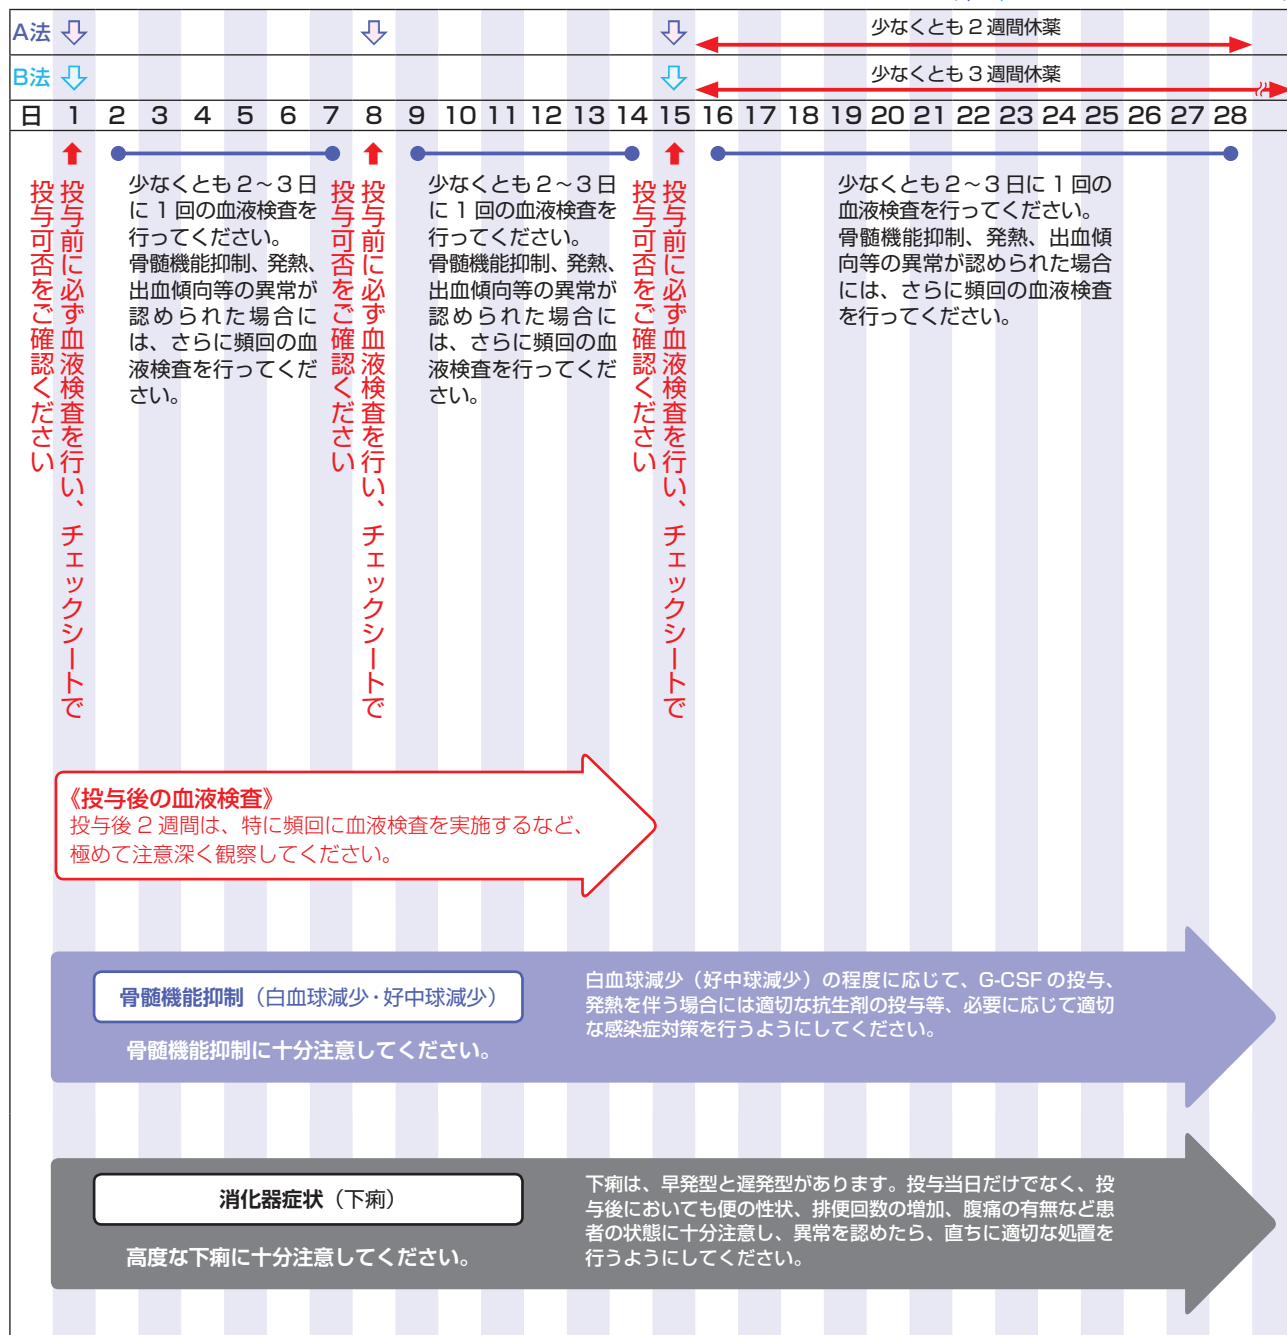 A法
少なくとも2週間休薬
B法
少なくとも3週間休薬
日 1 2 3 4 5 6 7 8 9 10 11 12 13 14 15 16 17 18 19 20 21 22 23 24 25 26 27 28
投与前に必ず血液検査を行い、チェックシートで
投与可否をご確認ください
少なくとも2～3日
に1回の血液検査を
行ってください。
骨髄機能抑制、発熱、
出血傾向等の異常が
認められた場合に
は、さらに頻回の血
液検査を行ってくだ
さい。
投与前に必ず血液検査を行い、チェックシートで
投与可否をご確認ください
少なくとも2～3日
に1回の血液検査を
行ってください。
骨髄機能抑制、発熱、
出血傾向等の異常が
認められた場合に
は、さらに頻回の血
液検査を行ってくだ
さい。
投与前に必ず血液検査を行い、チェックシートで
投与可否をご確認ください
少なくとも2～3日に1回の
血液検査を行ってください。
骨髄機能抑制、発熱、出血傾
向等の異常が認められた場合
には、さらに頻回の血液検査
を行ってください。
《投与後の血液検査》
投与後2週間は、特に頻回に血液検査を実施するなど、
極めて注意深く観察してください。
骨髄機能抑制（白血球減少・好中球減少）
骨髄機能抑制に十分注意してください。
白血球減少（好中球減少）の程度に応じて、G-CSFの投与、
発熱を伴う場合には適切な抗生剤の投与等、必要に応じて適切
な感染症対策を行うようにしてください。
消化器症状（下痢）
高度な下痢に十分注意してください。
下痢は、早発型と遅発型があります。投与当日だけでなく、投
与後においても便の性状、排便回数の増加、腹痛の有無など患
者の状態に十分注意し、異常を認めたら、直ちに適切な処置を
行うようにしてください。